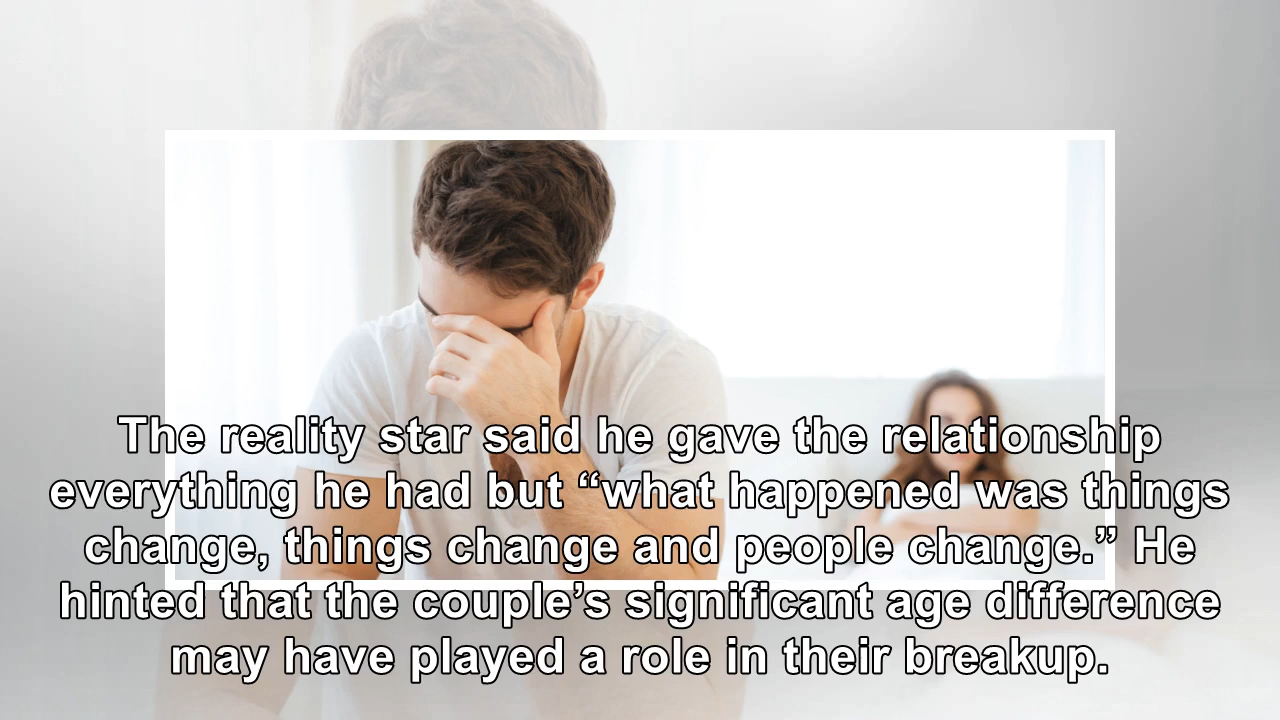 The reality star said he gave the relationship
everything he had but “what happened was things
change, things change and people change.” He
hinted that the couple’s significant age difference
may have played a role in their breakup.